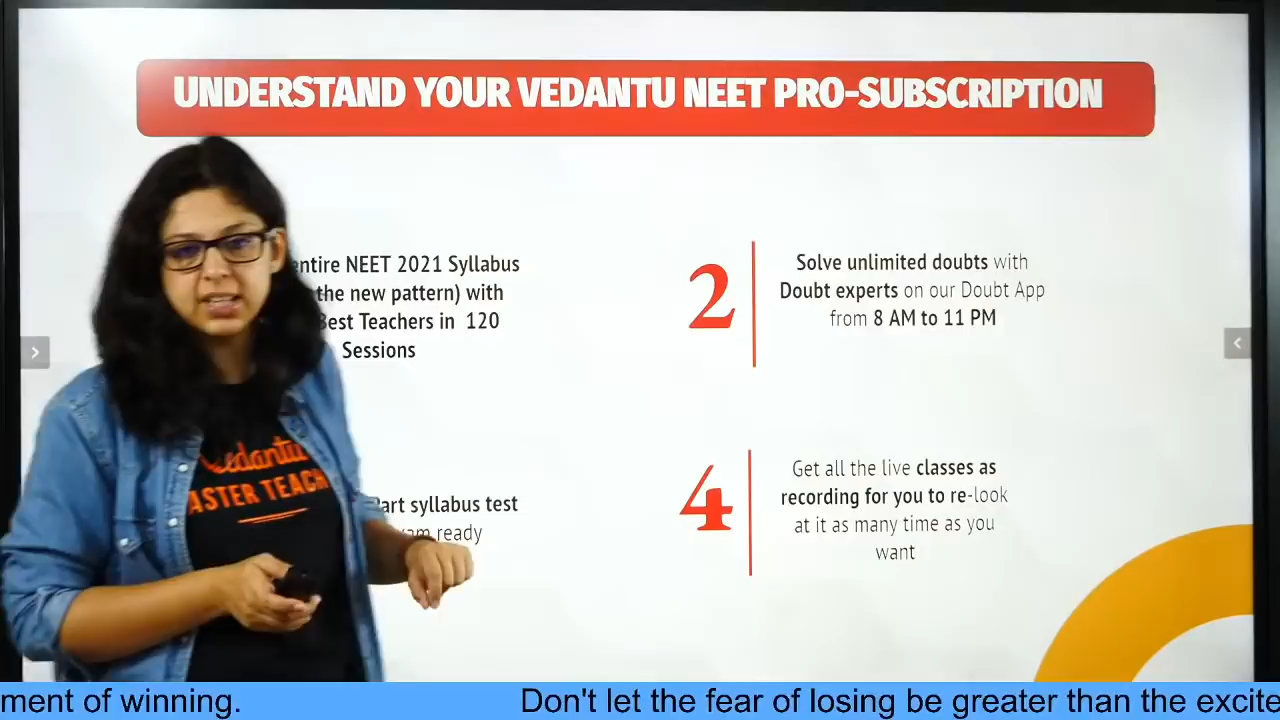 UNDERSTAND YOUR VEDANTU NEET PRO-SUBSCRIPTION
entire NEET 2021 Syllabus
the new pattern) with
Best Teachers in 120
Sessions
2
Solve unlimited doubts with
Doubt experts on our Doubt App
from 8 AM to 11 PM
art syllabus test
ready
4
Get all the live classes as
recording for you to re-look
at it as many time as you
want
Vedantu
ASTER TEACH
ment of winning. Don't let the fear of losing be greater than the excite